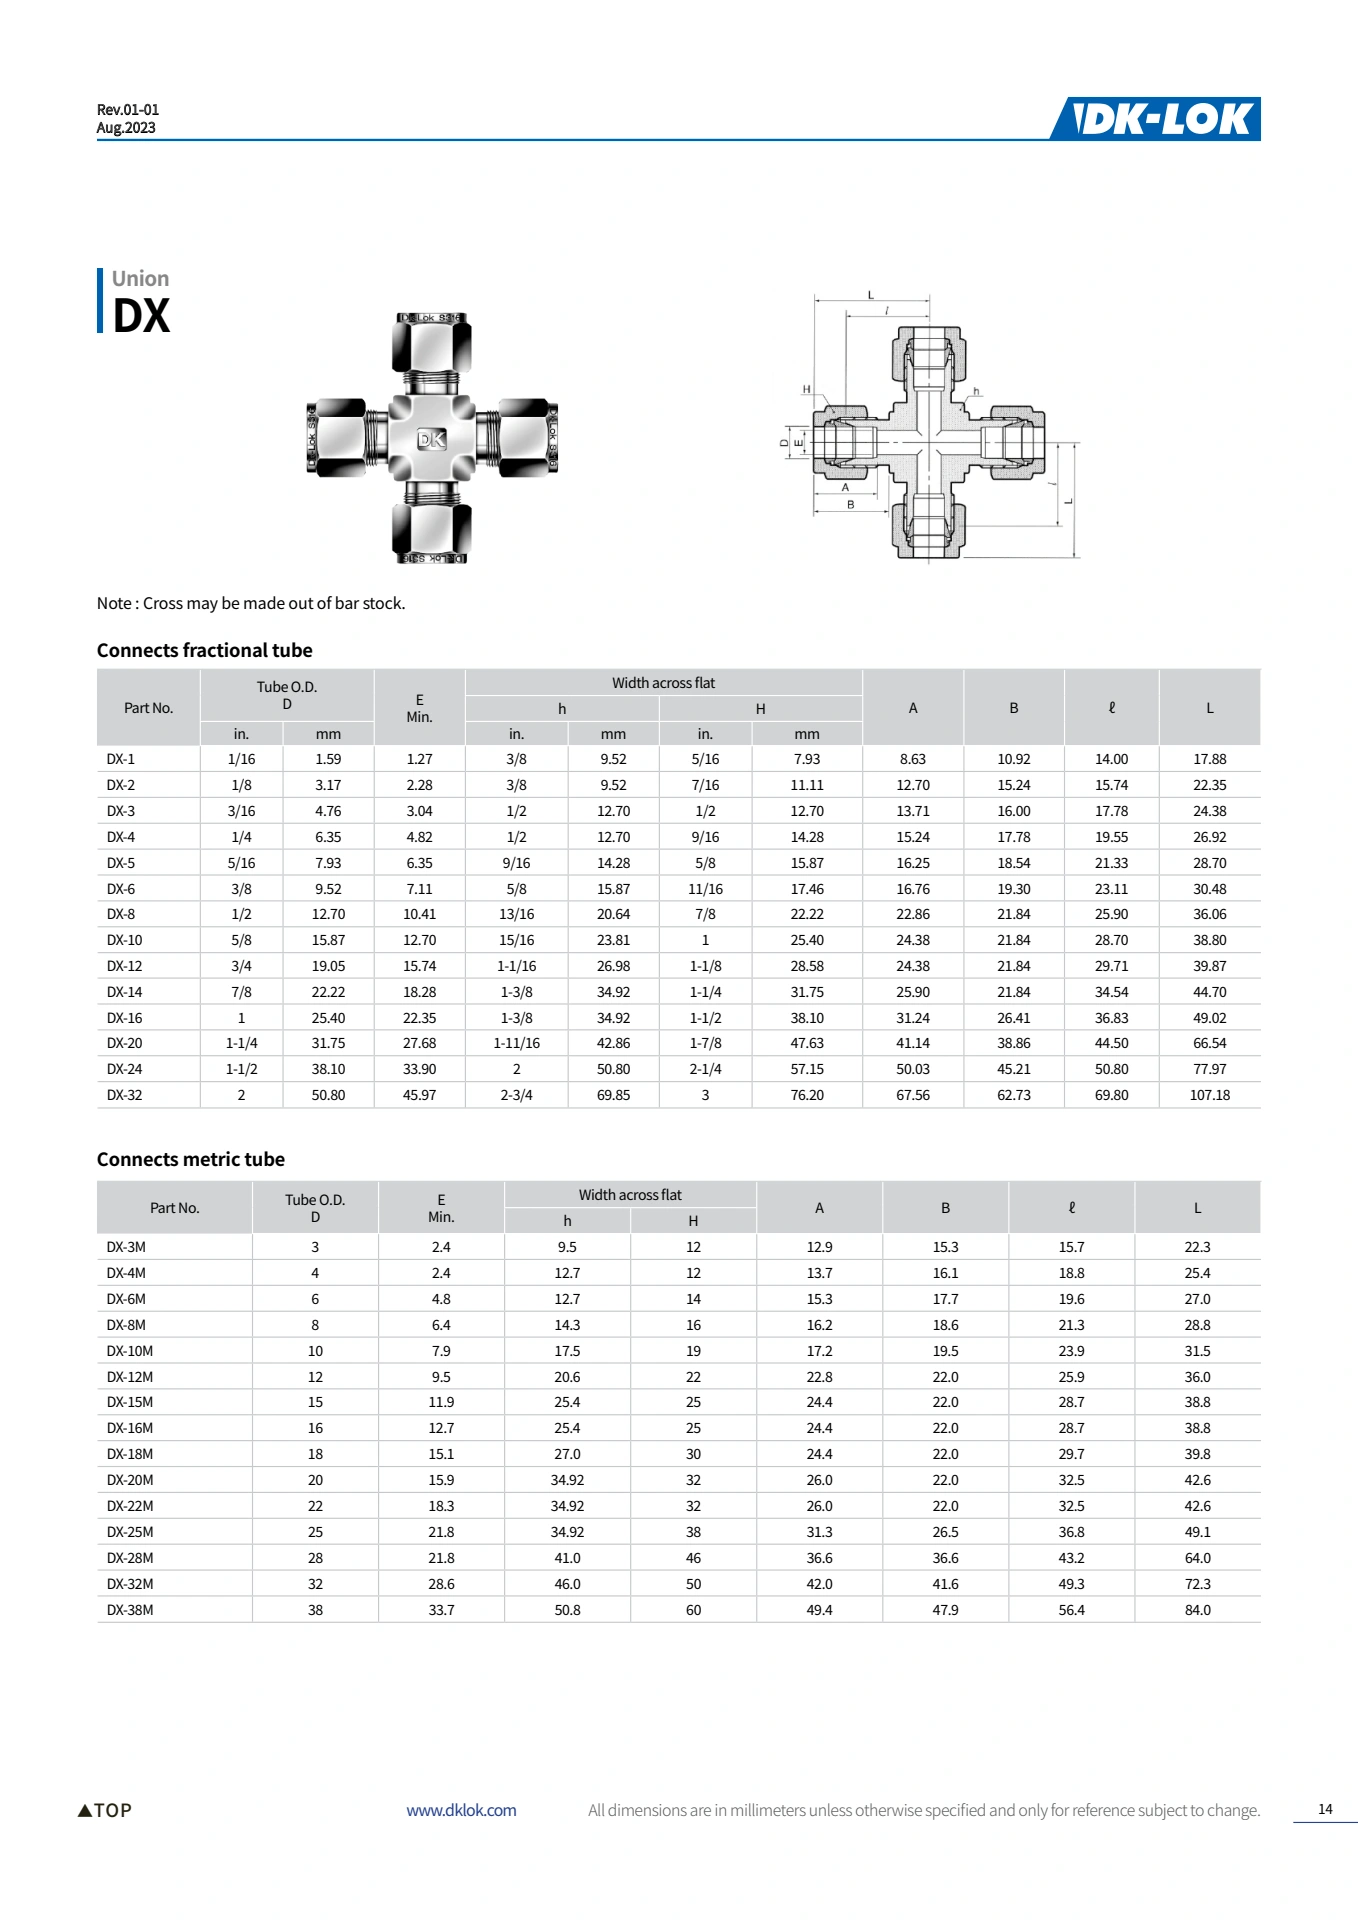 Rev.01-01
Aug.2023
DK-LOK
Union
DX
DK-Lok S316
DK-Lok S316
DK
DK-Lok S316
DK-Lok S316
L
l
H
h
D
E
A
B
l
L
Note : Cross may be made out of bar stock.
Connects fractional tube
Part No. Tube O.D. D E Min. Width across flat A B ℓ L
h H
in. mm in. mm in. mm
DX-1 1/16 1.59 1.27 3/8 9.52 5/16 7.93 8.63 10.92 14.00 17.88
DX-2 1/8 3.17 2.28 3/8 9.52 7/16 11.11 12.70 15.24 15.74 22.35
DX-3 3/16 4.76 3.04 1/2 12.70 1/2 12.70 13.71 16.00 17.78 24.38
DX-4 1/4 6.35 4.82 1/2 12.70 9/16 14.28 15.24 17.78 19.55 26.92
DX-5 5/16 7.93 6.35 9/16 14.28 5/8 15.87 16.25 18.54 21.33 28.70
DX-6 3/8 9.52 7.11 5/8 15.87 11/16 17.46 16.76 19.30 23.11 30.48
DX-8 1/2 12.70 10.41 13/16 20.64 7/8 22.22 22.86 21.84 25.90 36.06
DX-10 5/8 15.87 12.70 15/16 23.81 1 25.40 24.38 21.84 28.70 38.80
DX-12 3/4 19.05 15.74 1-1/16 26.98 1-1/8 28.58 24.38 21.84 29.71 39.87
DX-14 7/8 22.22 18.28 1-3/8 34.92 1-1/4 31.75 25.90 21.84 34.54 44.70
DX-16 1 25.40 22.35 1-3/8 34.92 1-1/2 38.10 31.24 26.41 36.83 49.02
DX-20 1-1/4 31.75 27.68 1-11/16 42.86 1-7/8 47.63 41.14 38.86 44.50 66.54
DX-24 1-1/2 38.10 33.90 2 50.80 2-1/4 57.15 50.03 45.21 50.80 77.97
DX-32 2 50.80 45.97 2-3/4 69.85 3 76.20 67.56 62.73 69.80 107.18
Connects metric tube
Part No. Tube O.D. D E Min. Width across flat A B ℓ L
h H
DX-3M 3 2.4 9.5 12 12.9 15.3 15.7 22.3
DX-4M 4 2.4 12.7 12 13.7 16.1 18.8 25.4
DX-6M 6 4.8 12.7 14 15.3 17.7 19.6 27.0
DX-8M 8 6.4 14.3 16 16.2 18.6 21.3 28.8
DX-10M 10 7.9 17.5 19 17.2 19.5 23.9 31.5
DX-12M 12 9.5 20.6 22 22.8 22.0 25.9 36.0
DX-15M 15 11.9 25.4 25 24.4 22.0 28.7 38.8
DX-16M 16 12.7 25.4 25 24.4 22.0 28.7 38.8
DX-18M 18 15.1 27.0 30 24.4 22.0 29.7 39.8
DX-20M 20 15.9 34.92 32 26.0 22.0 32.5 42.6
DX-22M 22 18.3 34.92 32 26.0 22.0 32.5 42.6
DX-25M 25 21.8 34.92 38 31.3 26.5 36.8 49.1
DX-28M 28 21.8 41.0 46 36.6 36.6 43.2 64.0
DX-32M 32 28.6 46.0 50 42.0 41.6 49.3 72.3
DX-38M 38 33.7 50.8 60 49.4 47.9 56.4 84.0
▲TOP www.dklok.com All dimensions are in millimeters unless otherwise specified and only for reference subject to change. 14